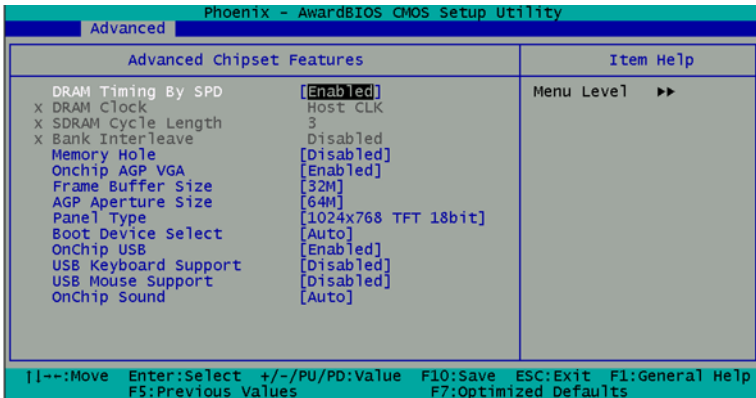 Phoenix - AwardBIOS CMOS Setup Utility
Advanced
Advanced Chipset Features
Item Help
DRAM Timing By SPD [Enabled]
Menu Level ▸▸
x DRAM Clock Host CLK
x SDRAM Cycle Length 3
x Bank Interleave Disabled
Memory Hole [Disabled]
Onchip AGP VGA [Enabled]
Frame Buffer Size [32M]
AGP Aperture Size [64M]
Panel Type [1024x768 TFT 18bit]
Boot Device Select [Auto]
OnChip USB [Enabled]
USB Keyboard Support [Disabled]
USB Mouse Support [Disabled]
OnChip Sound [Auto]
↑↓→←:Move Enter:Select +/-/PU/PD:Value F10:Save ESC:Exit F1:General Help
F5:Previous Values F7:Optimized Defaults